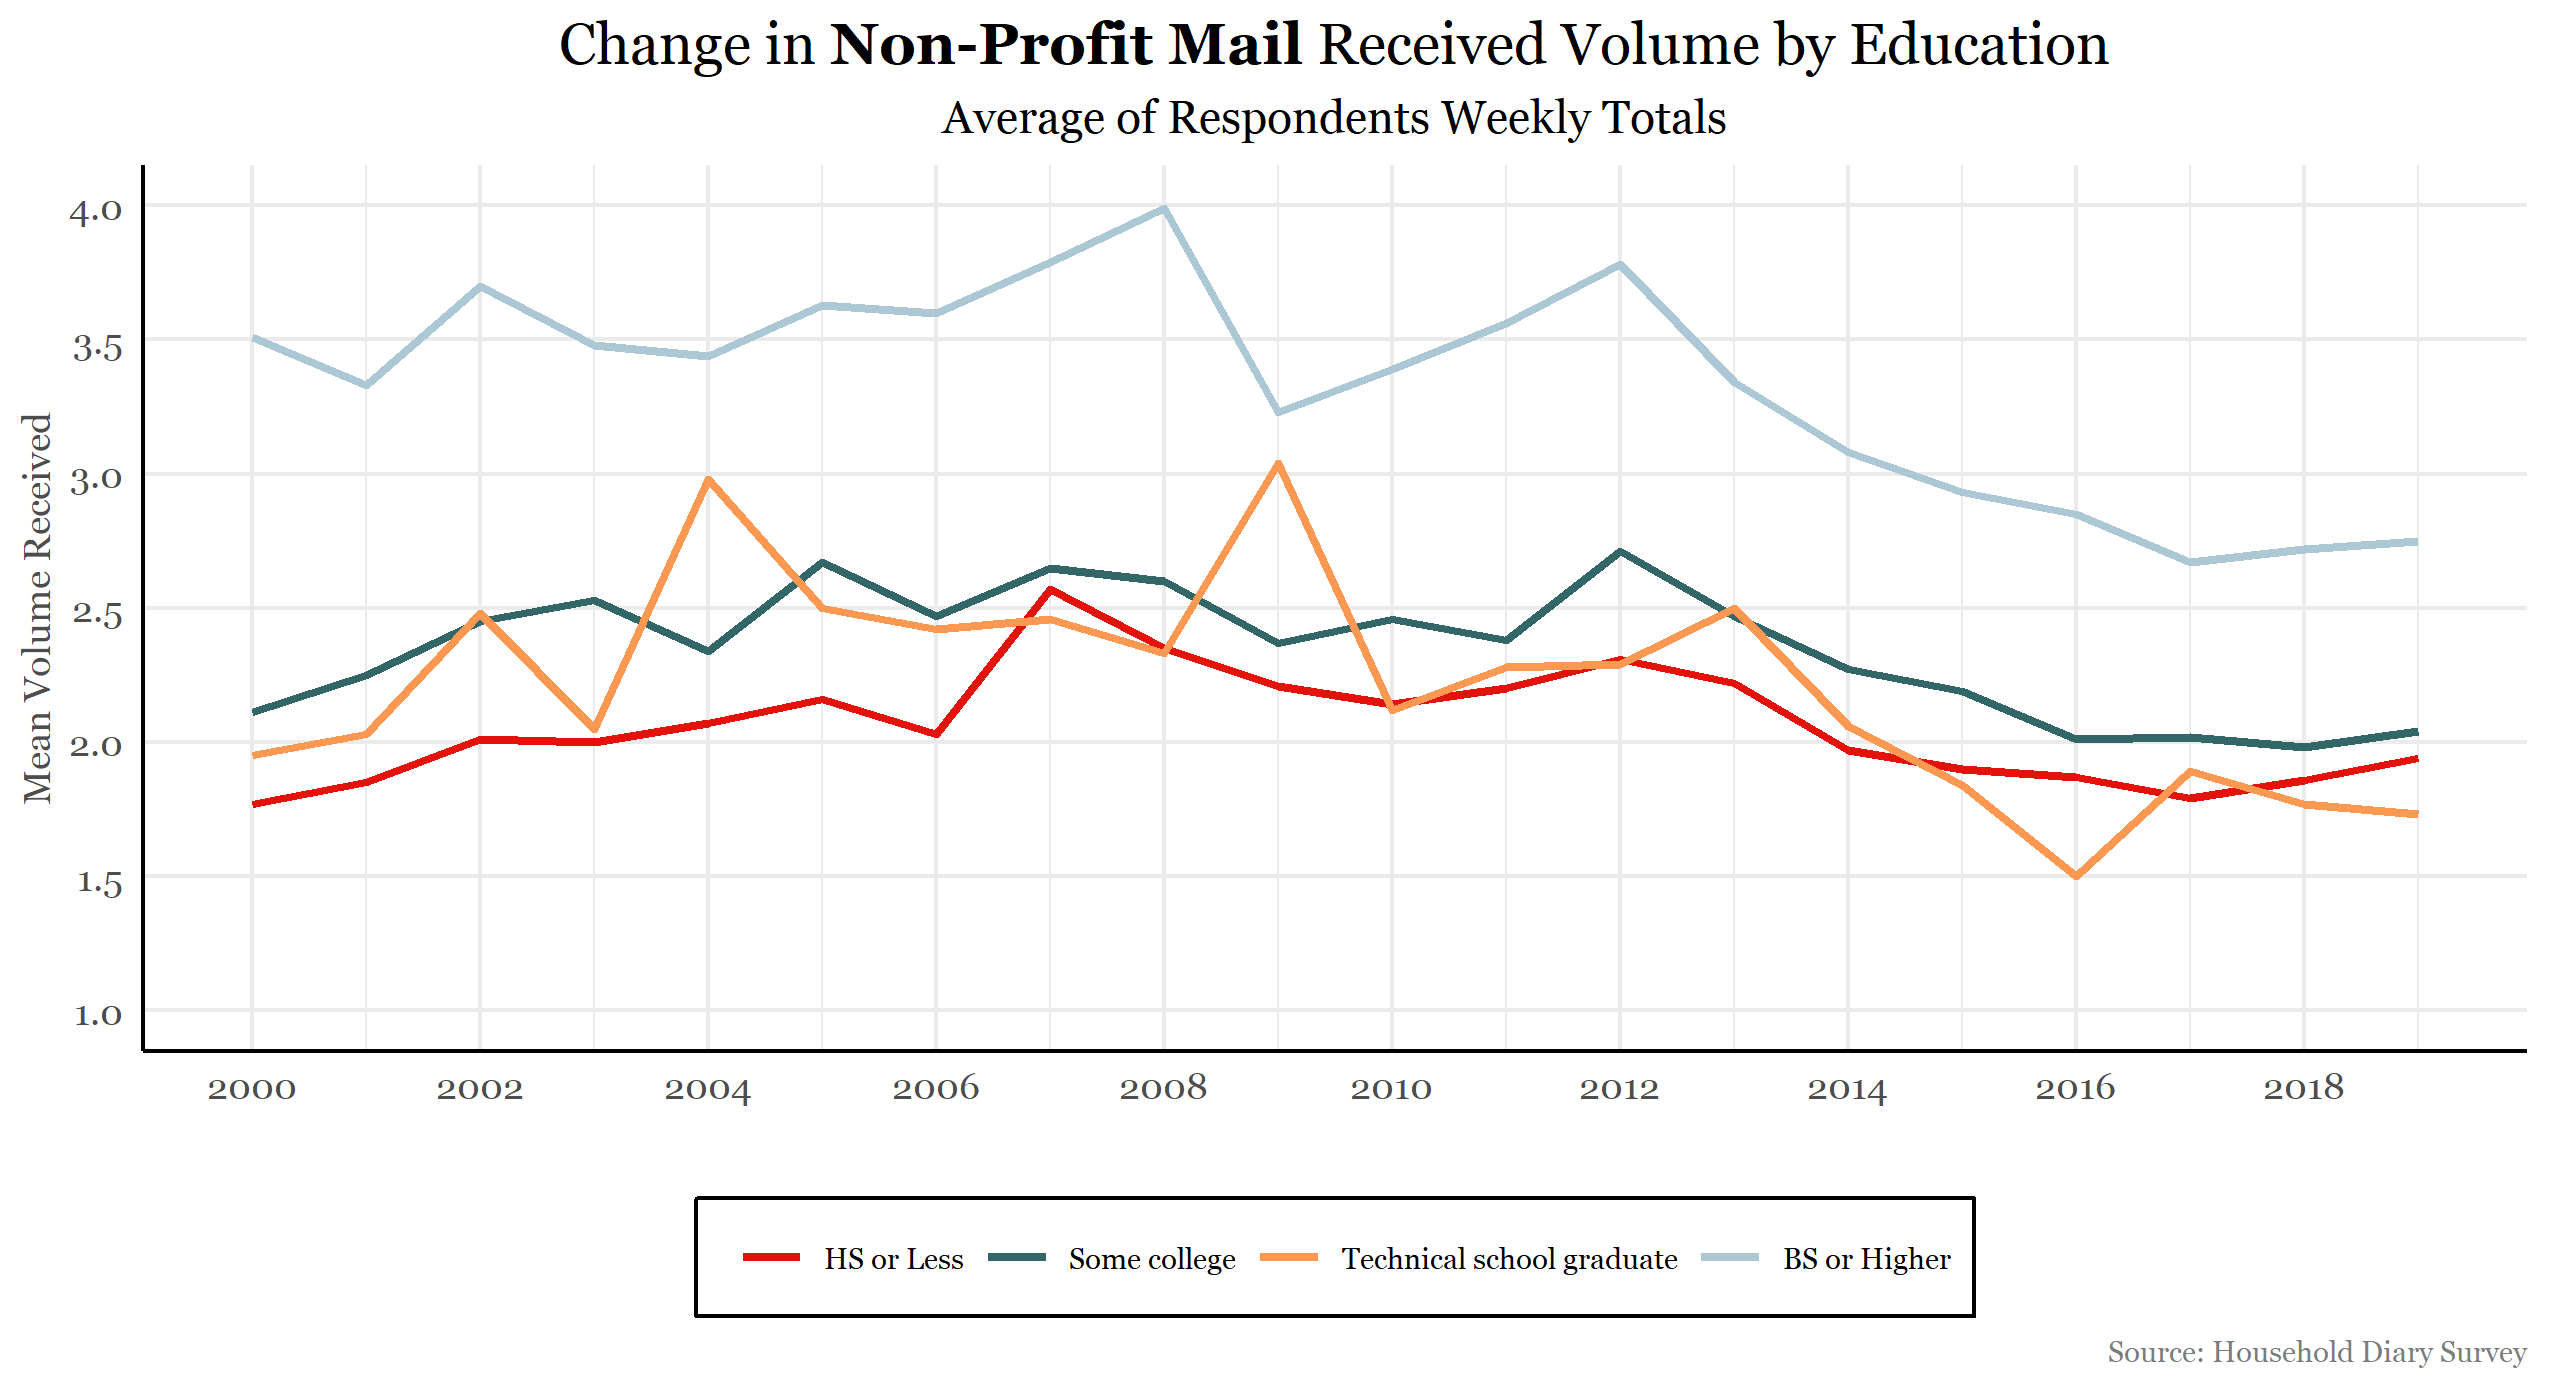 Change in Non-Profit Mail Received Volume by Education
Average of Respondents Weekly Totals
Mean Volume Received
4.0
3.5
3.0
2.5
2.0
1.5
1.0
2000 2002 2004 2006 2008 2010 2012 2014 2016 2018
HS or Less Some college Technical school graduate BS or Higher
Source: Household Diary Survey